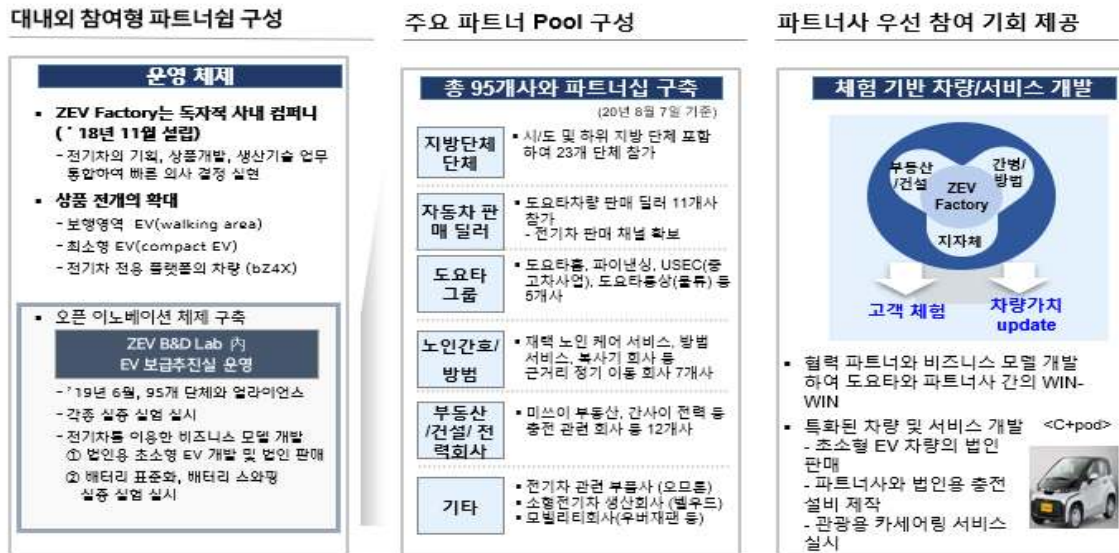 대내외 참여형 파트너쉽 구성
운영 체제
▪ ZEV Factory는 독자적 사내 컴퍼니
(`18년 11월 설립)
- 전기차의 기획, 상품개발, 생산기술 업무
통합하여 빠른 의사 결정 실현
▪ 상품 전개의 확대
- 보행영역 EV(walking area)
- 최소형 EV(compact EV)
- 전기차 전용 플랫폼의 차량 (bZ4X)
▪ 오픈 이노베이션 체제 구축
ZEV B&D Lab 内
EV 보급추진실 운영
- '19년 6월, 95개 단체와 얼라이언스
- 각종 실증 실험 실시
- 전기차를 이용한 비즈니스 모델 개발
① 법인용 초소형 EV 개발 및 법인 판매
② 배터리 표준화, 배터리 스와핑
실증 실험 실시
주요 파트너 Pool 구성
총 95개사와 파트너십 구축
(20년 8월 7일 기준)
지방단체
단체
▪ 시/도 및 하위 지방 단체 포함
하여 23개 단체 참가
자동차 판
매 딜러
▪ 도요타차량 판매 딜러 11개사
참가
- 전기차 판매 채널 확보
도요타
그룹
▪ 도요타홈, 파이낸싱, USEC(중
고차사업), 도요타통상(물류) 등
5개사
노인간호/
방범
▪ 재택 노인 케어 서비스, 방범
서비스, 복사기 회사 등
근거리 정기 이동 회사 7개사
부동산
/건설/ 전
력회사
▪ 미쓰이 부동산, 간사이 전력 등
충전 관련 회사 등 12개사
기타
▪ 전기차 관련 부품사 (오므론)
▪ 소형전기차 생산회사 (벨우드)
▪ 모빌리티회사(우버재팬 등)
파트너사 우선 참여 기회 제공
체험 기반 차량/서비스 개발
부동산
/건설
간병/
방범
ZEV
Factory
지자체
고객 체험
차량가치
update
▪ 협력 파트너와 비즈니스 모델 개발
하여 도요타와 파트너사 간의 WIN-
WIN
▪ 특화된 차량 및 서비스 개발
- 초소형 EV 차량의 법인
판매
- 파트너사와 법인용 충전
설비 제작
- 관광용 카세어링 서비스
실시
<C+pod>